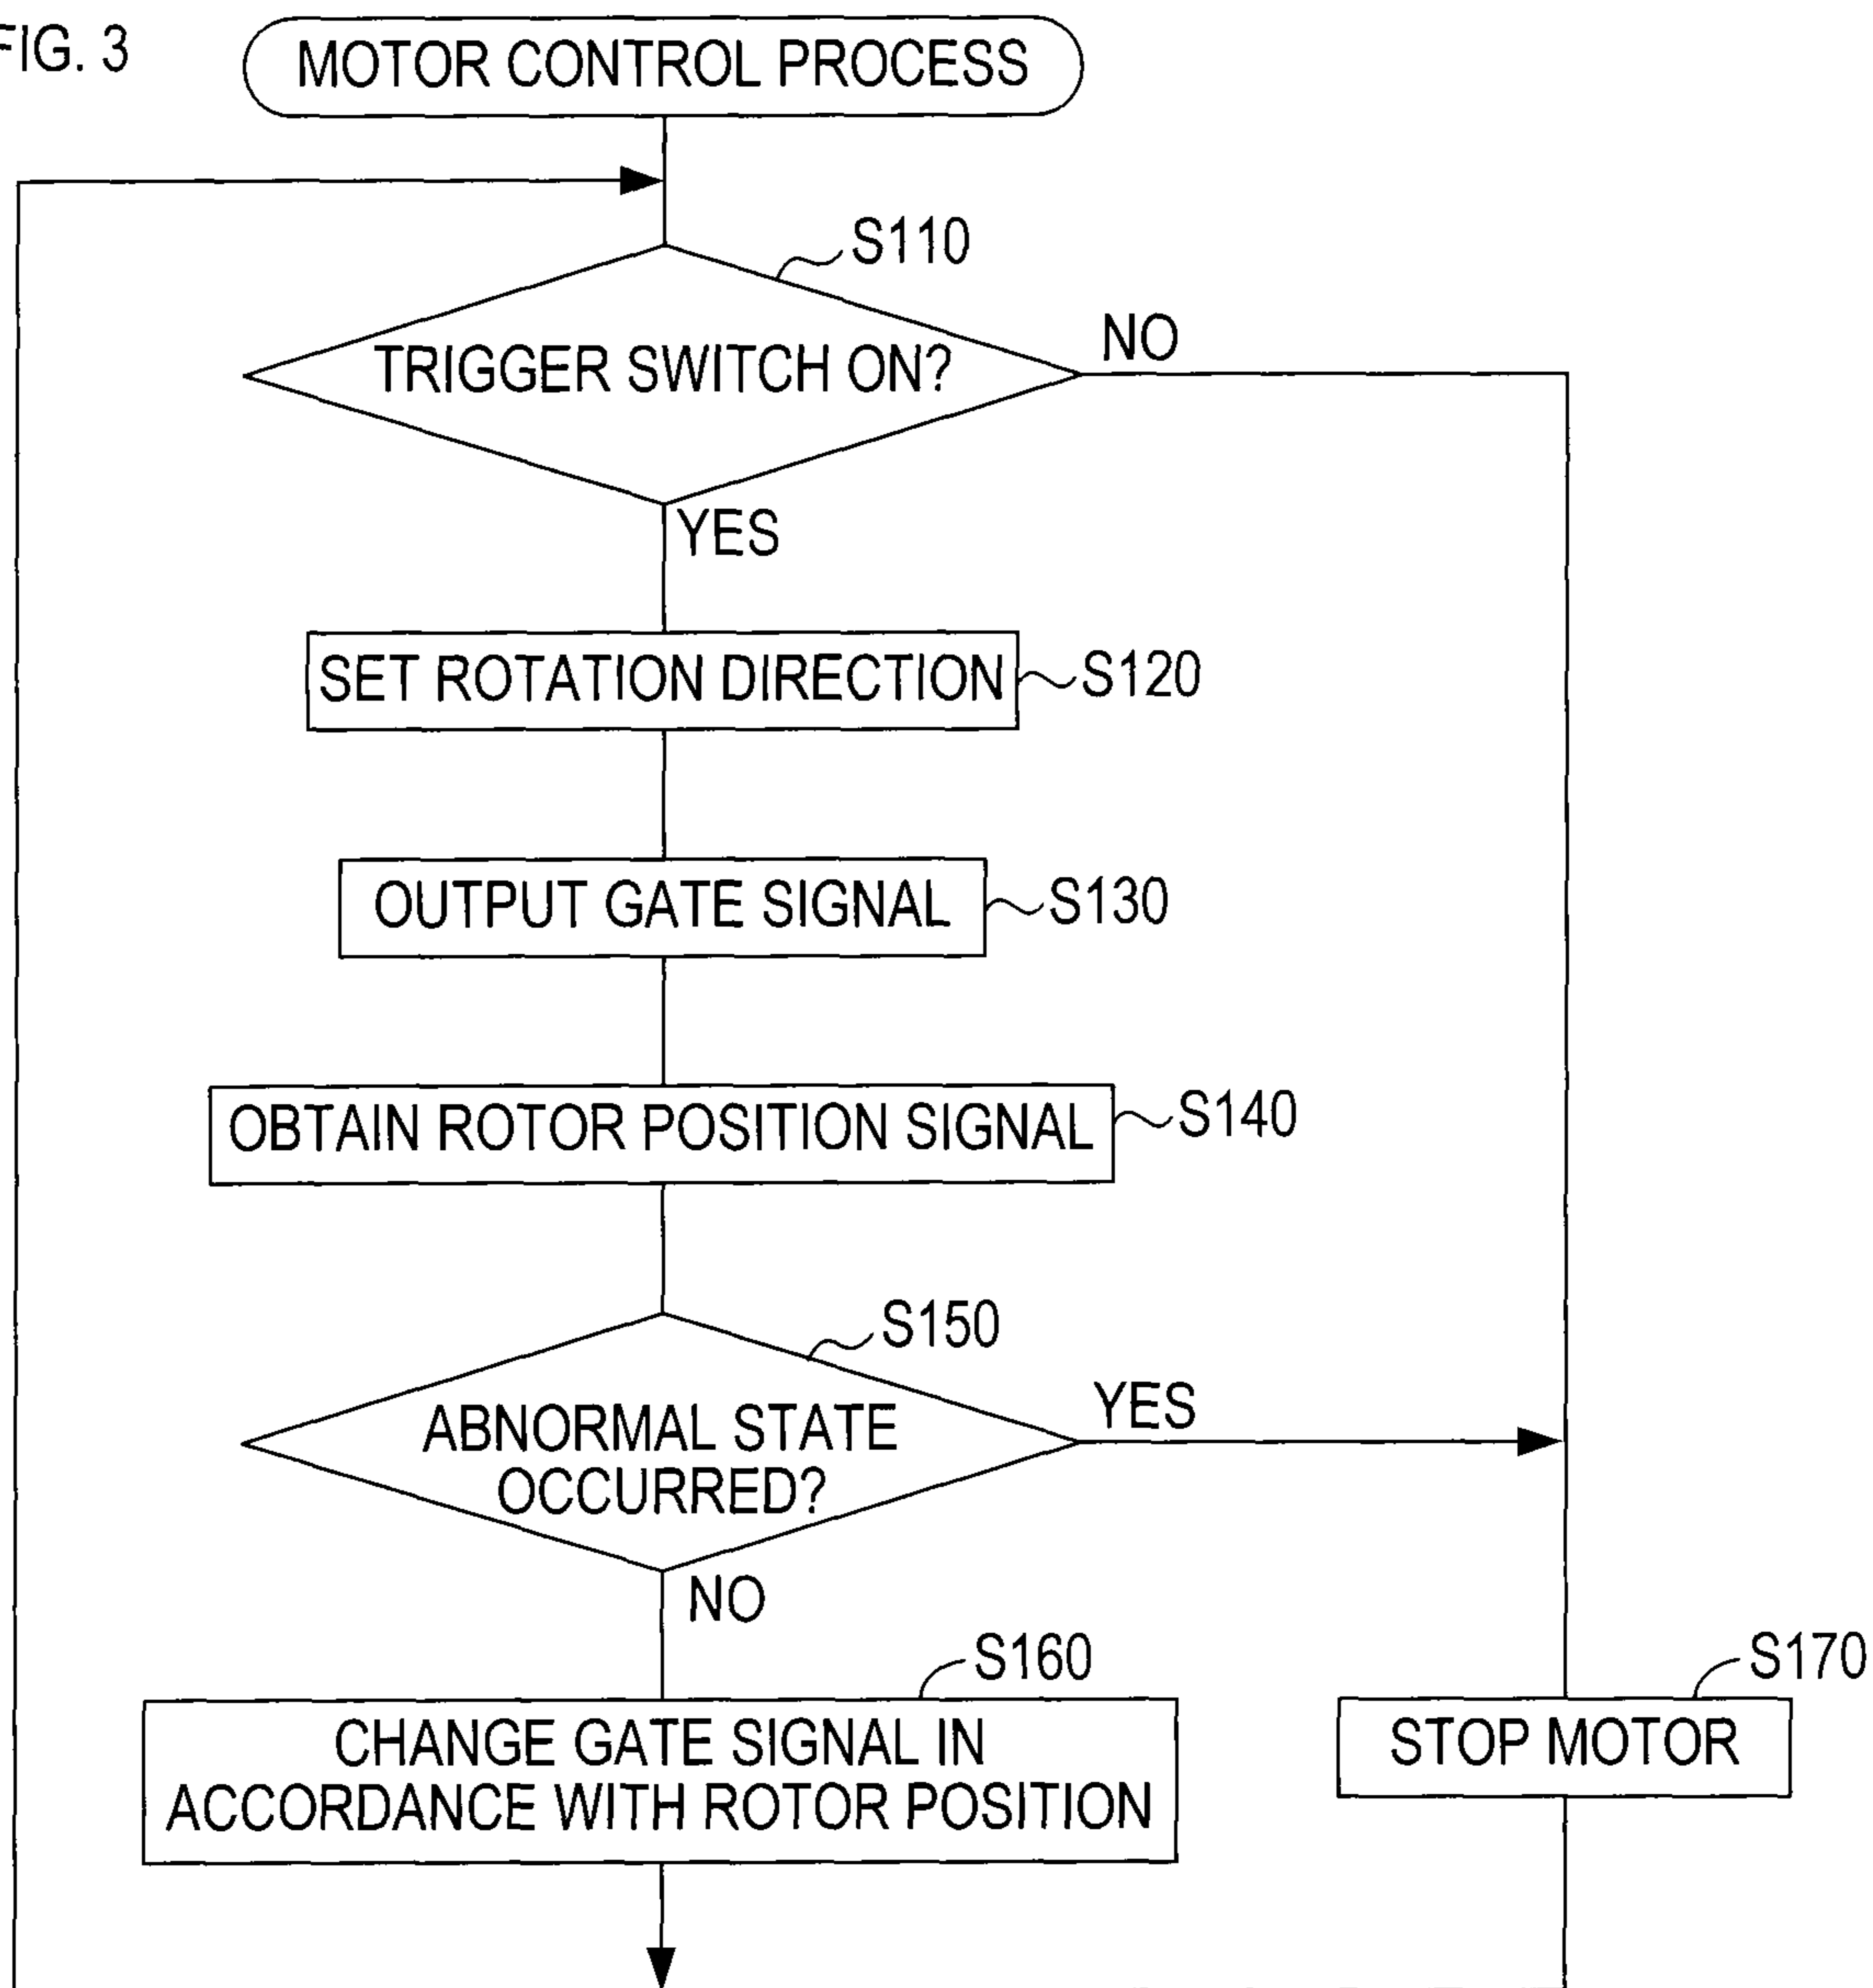 FIG. 3
MOTOR CONTROL PROCESS
S110
TRIGGER SWITCH ON?
NO
YES
SET ROTATION DIRECTION
S120
OUTPUT GATE SIGNAL
S130
OBTAIN ROTOR POSITION SIGNAL
S140
S150
ABNORMAL STATE
OCCURRED?
YES
NO
S160
CHANGE GATE SIGNAL IN
ACCORDANCE WITH ROTOR POSITION
S170
STOP MOTOR